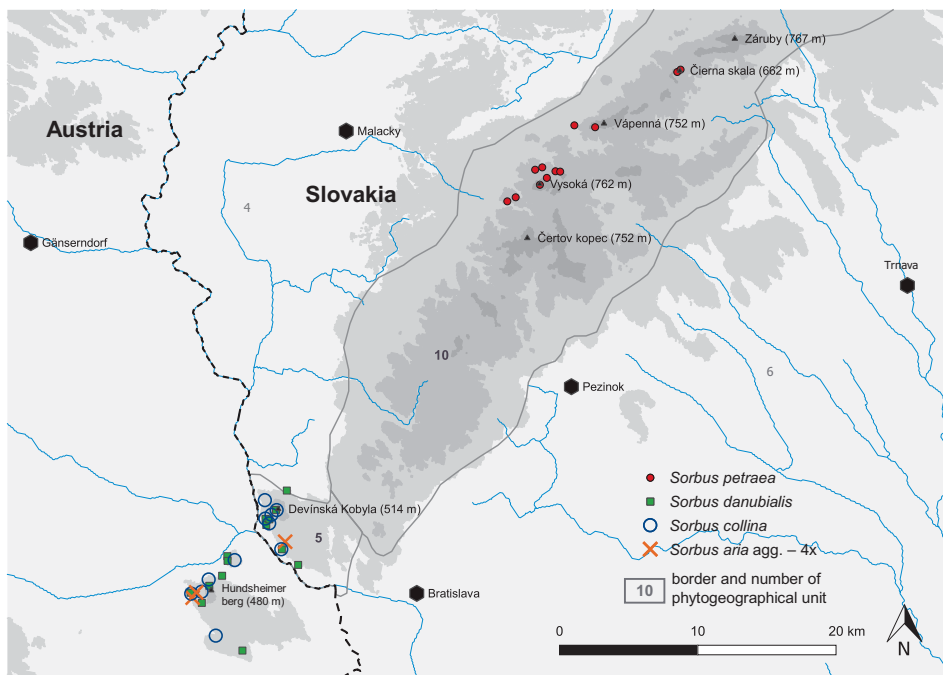 Záruby (767 m)
Čierna skala (662 m)
Austria
Malacky
Vápenná (752 m)
Slovakia
Vysoká (762 m)
4
Gänserndorf
Čertov kopec (752 m)
Trnava
10
6
Pezinok
Sorbus petraea
Sorbus danubialis
Sorbus collina
Sorbus aria agg. – 4x
Devínská Kobyla (514 m)
5
10
border and number of
phytogeographical unit
Hundsheimer
berg (480 m)
Bratislava
0 10 20 km
N